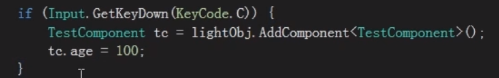 if (Input.GetKeyDown(KeyCode.C)) {
TestComponent tc = lightObj.AddComponent<TestComponent>();
tc.age = 100;
}